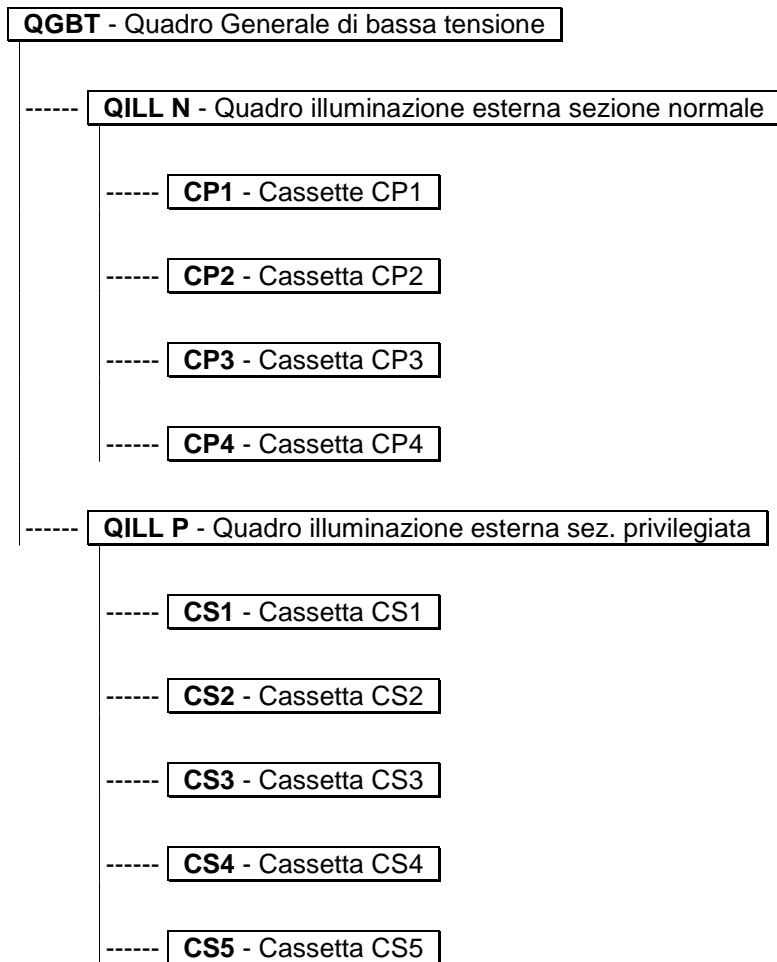 QGBT - Quadro Generale di bassa tensione
------ QILL N - Quadro illuminazione esterna sezione normale
------ CP1 - Cassette CP1
------ CP2 - Cassetta CP2
------ CP3 - Cassetta CP3
------ CP4 - Cassetta CP4
------ QILL P - Quadro illuminazione esterna sez. privilegiata
------ CS1 - Cassetta CS1
------ CS2 - Cassetta CS2
------ CS3 - Cassetta CS3
------ CS4 - Cassetta CS4
------ CS5 - Cassetta CS5